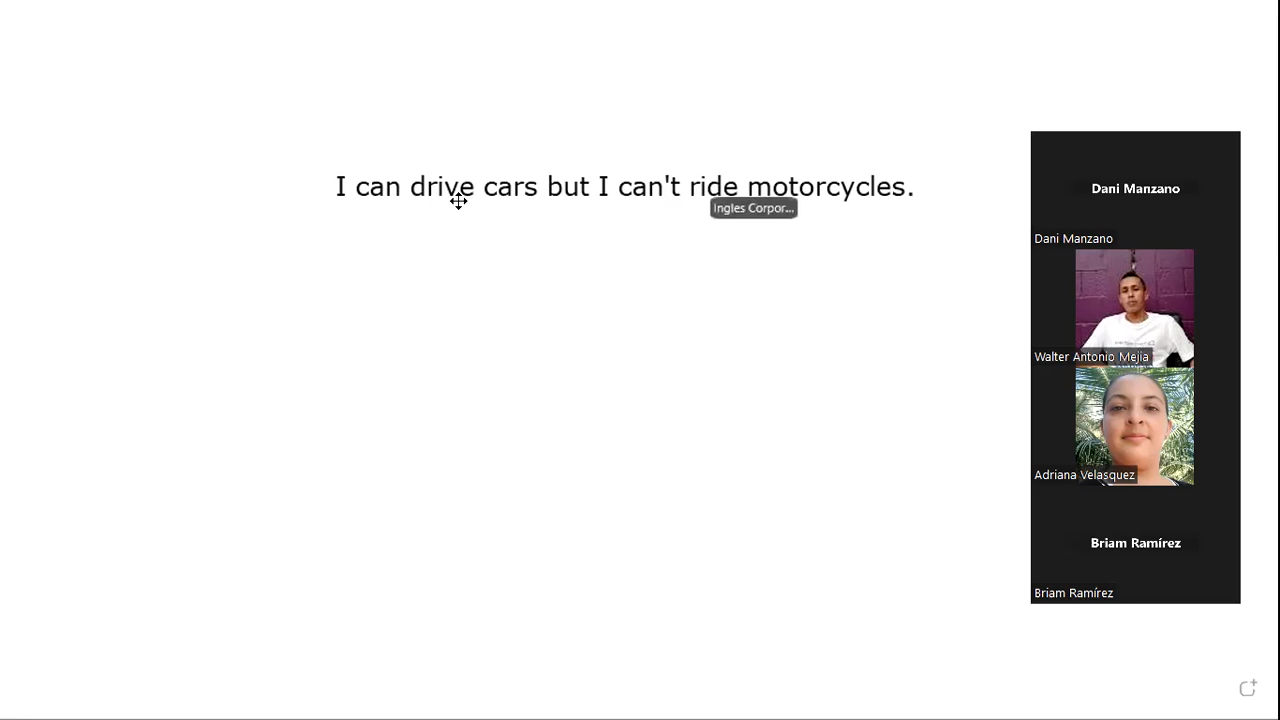 I can drive cars but I can't ride motorcycles.
Ingles Corpor...
Dani Manzano
Dani Manzano
Walter Antonio Mejia
Adriana Velasquez
Briam Ramírez
Briam Ramírez